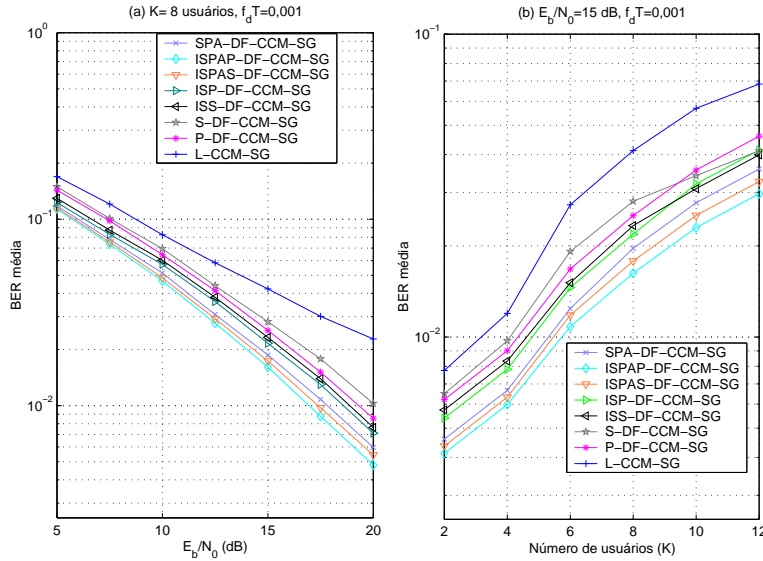 (a) K= 8 usuários, f_dT=0,001
10^0
10^-1
10^-2
BER média
SPA−DF−CCM−SG
ISPAP−DF−CCM−SG
ISPAS−DF−CCM−SG
ISP−DF−CCM−SG
ISS−DF−CCM−SG
S−DF−CCM−SG
P−DF−CCM−SG
L−CCM−SG
5 10 15 20
E_b/N_0 (dB)
(b) E_b/N_0=15 dB, f_dT=0,001
10^-1
10^-2
BER média
SPA−DF−CCM−SG
ISPAP−DF−CCM−SG
ISPAS−DF−CCM−SG
ISP−DF−CCM−SG
ISS−DF−CCM−SG
S−DF−CCM−SG
P−DF−CCM−SG
L−CCM−SG
2 4 6 8 10 12
Número de usuários (K)